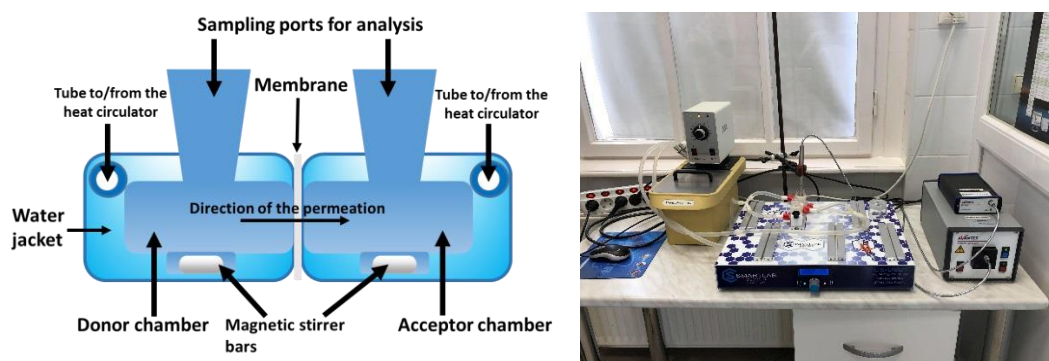 Sampling ports for analysis
Tube to/from the
heat circulator
Membrane
Tube to/from the
heat circulator
Water
jacket
Direction of the permeation
Donor chamber
Magnetic stirrer
bars
Acceptor chamber